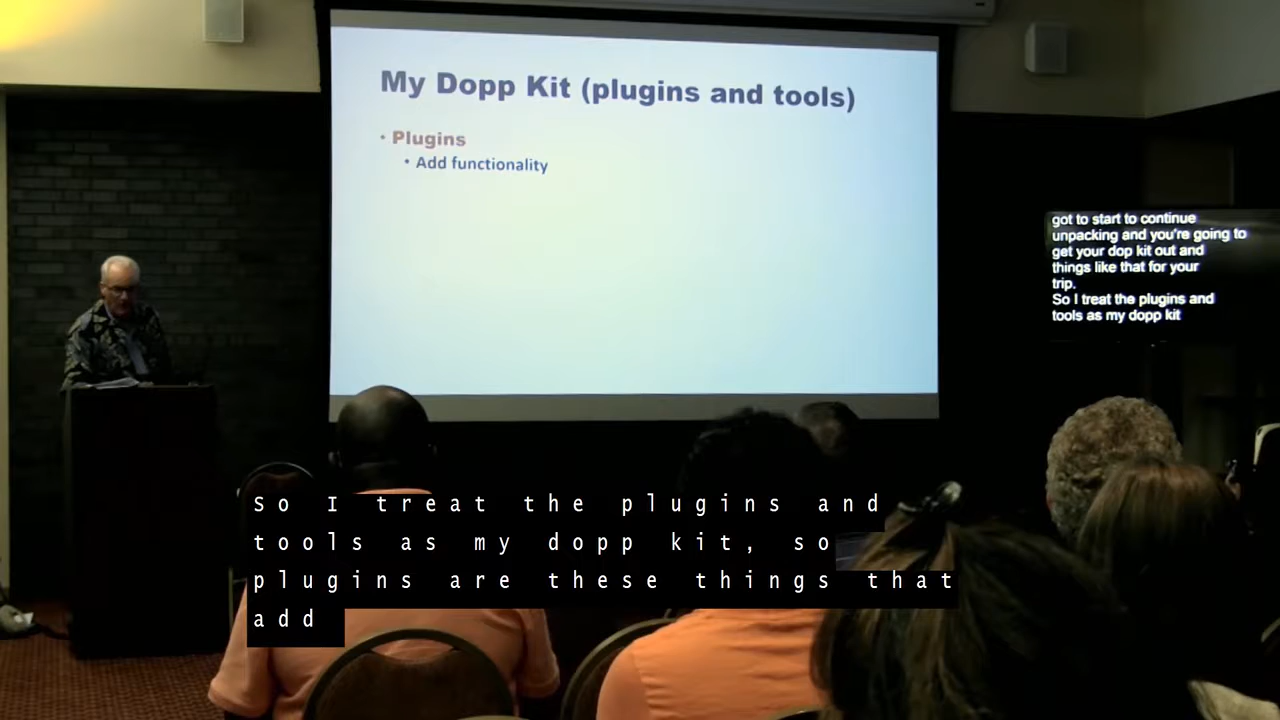 My Dopp Kit (plugins and tools)
• Plugins
• Add functionality
got to start to continue
unpacking and you're going to
get your dop kit out and
things like that for your
trip.
So I treat the plugins and
tools as my dopp kit
So I treat the plugins and
tools as my dopp kit, so
plugins are these things that
add